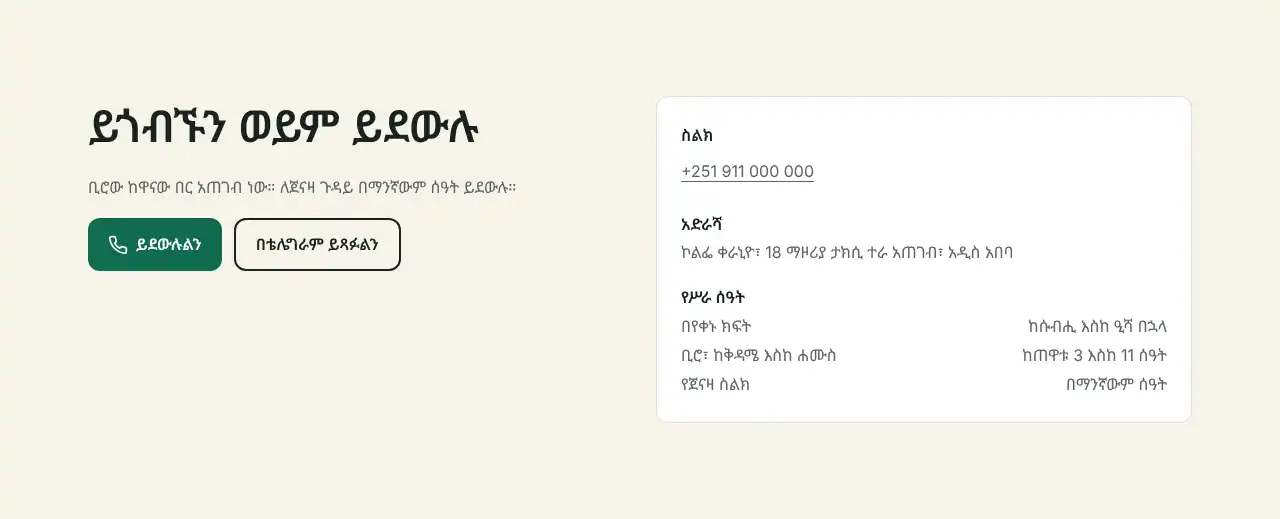 ይጎብኙን ወይም ይደውሉ
ቢሮው ከዋናው በር አጠገብ ነው። ለጀናዛ ጉዳይ በማንኛውም ሰዓት ይደውሉ።
ይደውሉልን
በቴሌግራም ይጻፉልን
ስልክ
+251 911 000 000
አድራሻ
ኮልፌ ቀራኒዮ፣ 18 ማዞሪያ ታክሲ ተራ አጠገብ፣ አዲስ አበባ
የሥራ ሰዓት
በየቀኑ ክፍት ከሱብሒ እስከ ዒሻ በኋላ
ቢሮ፣ ከቅዳሜ እስከ ሐሙስ ከጠዋቱ 3 እስከ 11 ሰዓት
የጀናዛ ስልክ በማንኛውም ሰዓት